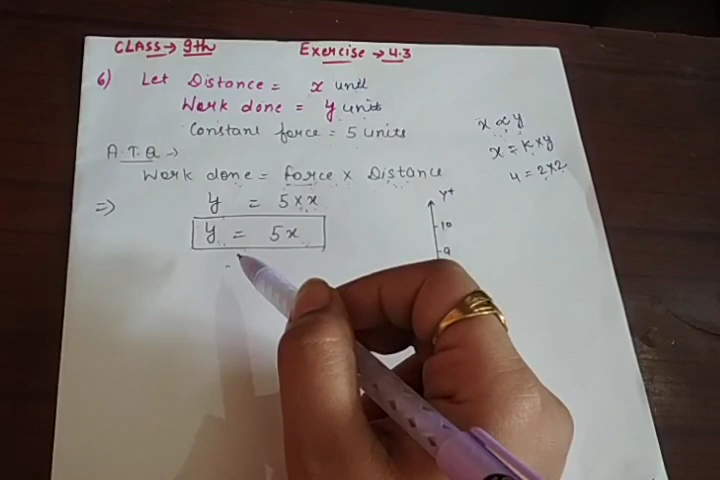 CLASS → 9th Exercise → 4.3
6) Let Distance = x unit
Work done = y units
Constant force = 5 units
A.T.Q →
Work done = force × Distance
⇒ y = 5 × x
y = 5x
x ∝ y
x = k × y
4 = 2 × 2
Y↑
10
9